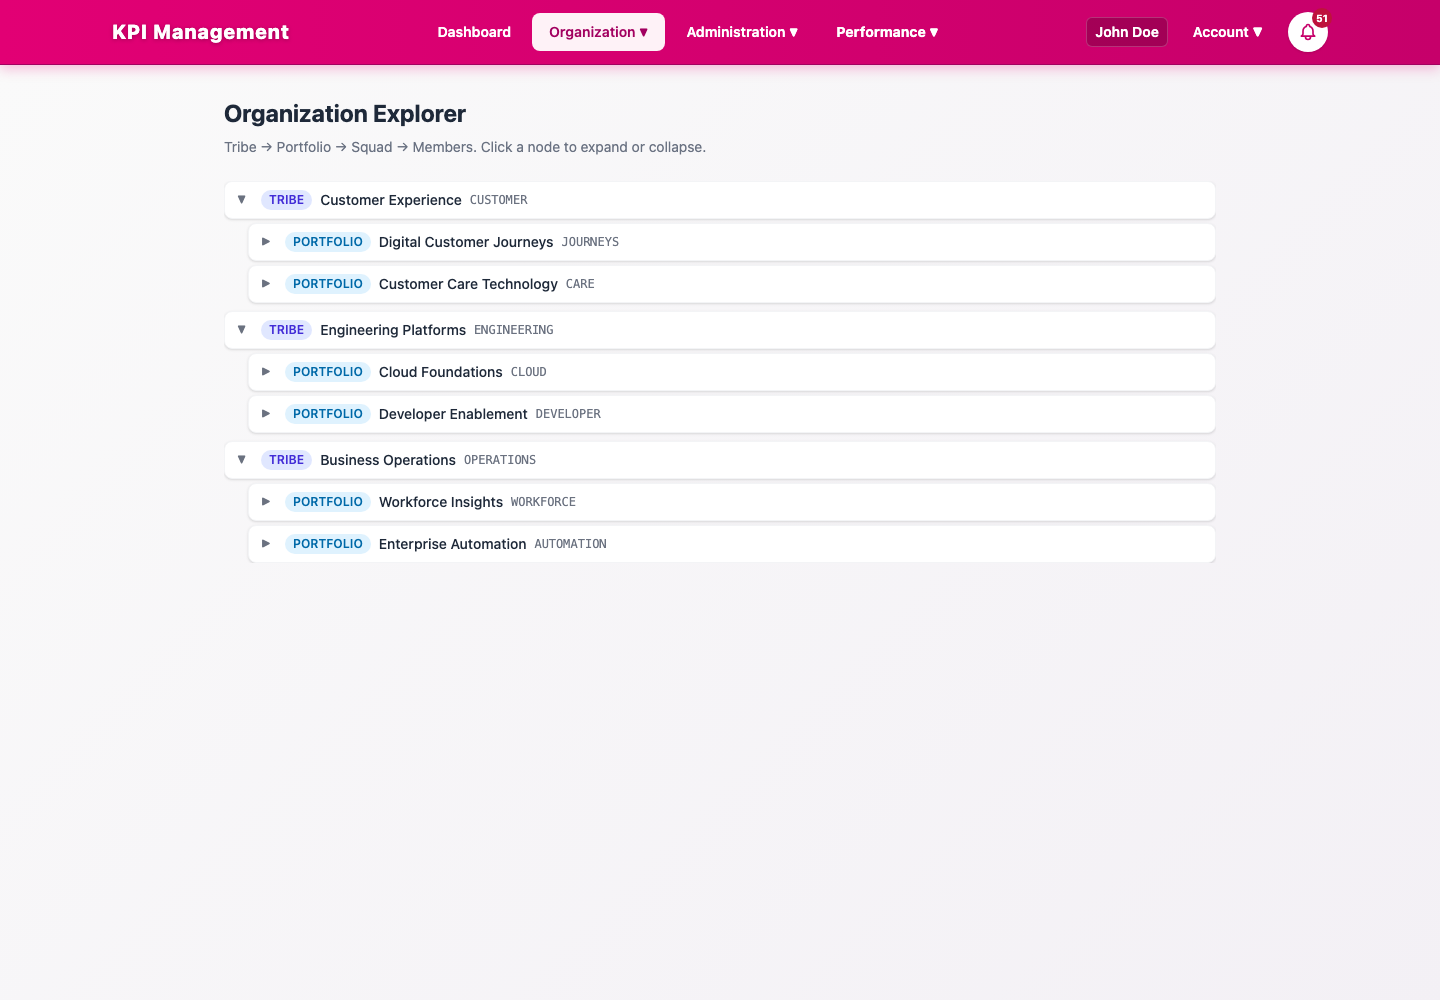 KPI Management
Dashboard
Organization ▼
Administration ▼
Performance ▼
John Doe
Account ▼
51
Organization Explorer
Tribe → Portfolio → Squad → Members. Click a node to expand or collapse.
▼ TRIBE Customer Experience CUSTOMER
▶ PORTFOLIO Digital Customer Journeys JOURNEYS
▶ PORTFOLIO Customer Care Technology CARE
▼ TRIBE Engineering Platforms ENGINEERING
▶ PORTFOLIO Cloud Foundations CLOUD
▶ PORTFOLIO Developer Enablement DEVELOPER
▼ TRIBE Business Operations OPERATIONS
▶ PORTFOLIO Workforce Insights WORKFORCE
▶ PORTFOLIO Enterprise Automation AUTOMATION